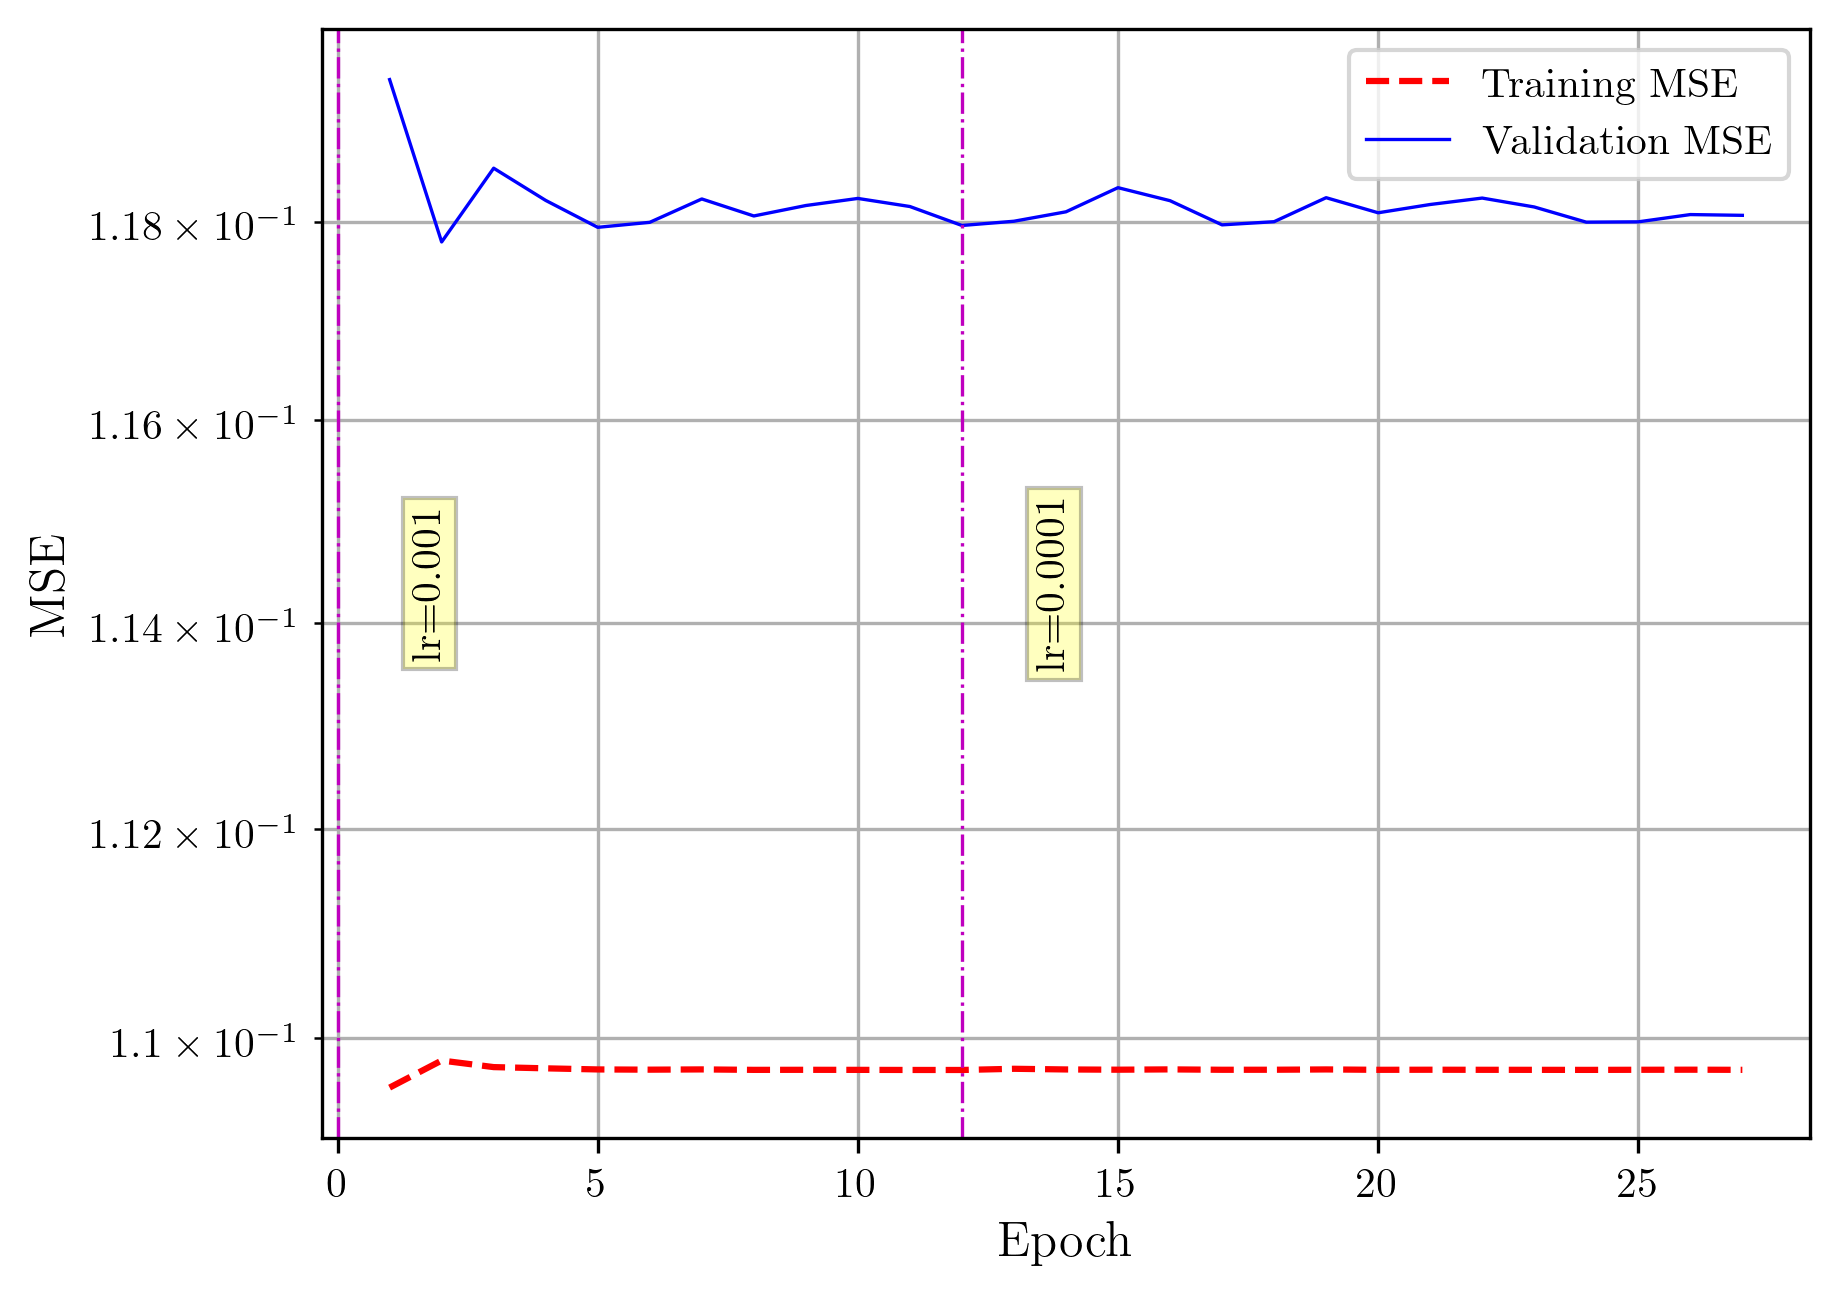 Training MSE
Validation MSE
1.18 × 10⁻¹
1.16 × 10⁻¹
1.14 × 10⁻¹
1.12 × 10⁻¹
1.1 × 10⁻¹
MSE
lr=0.001
lr=0.0001
0 5 10 15 20 25
Epoch